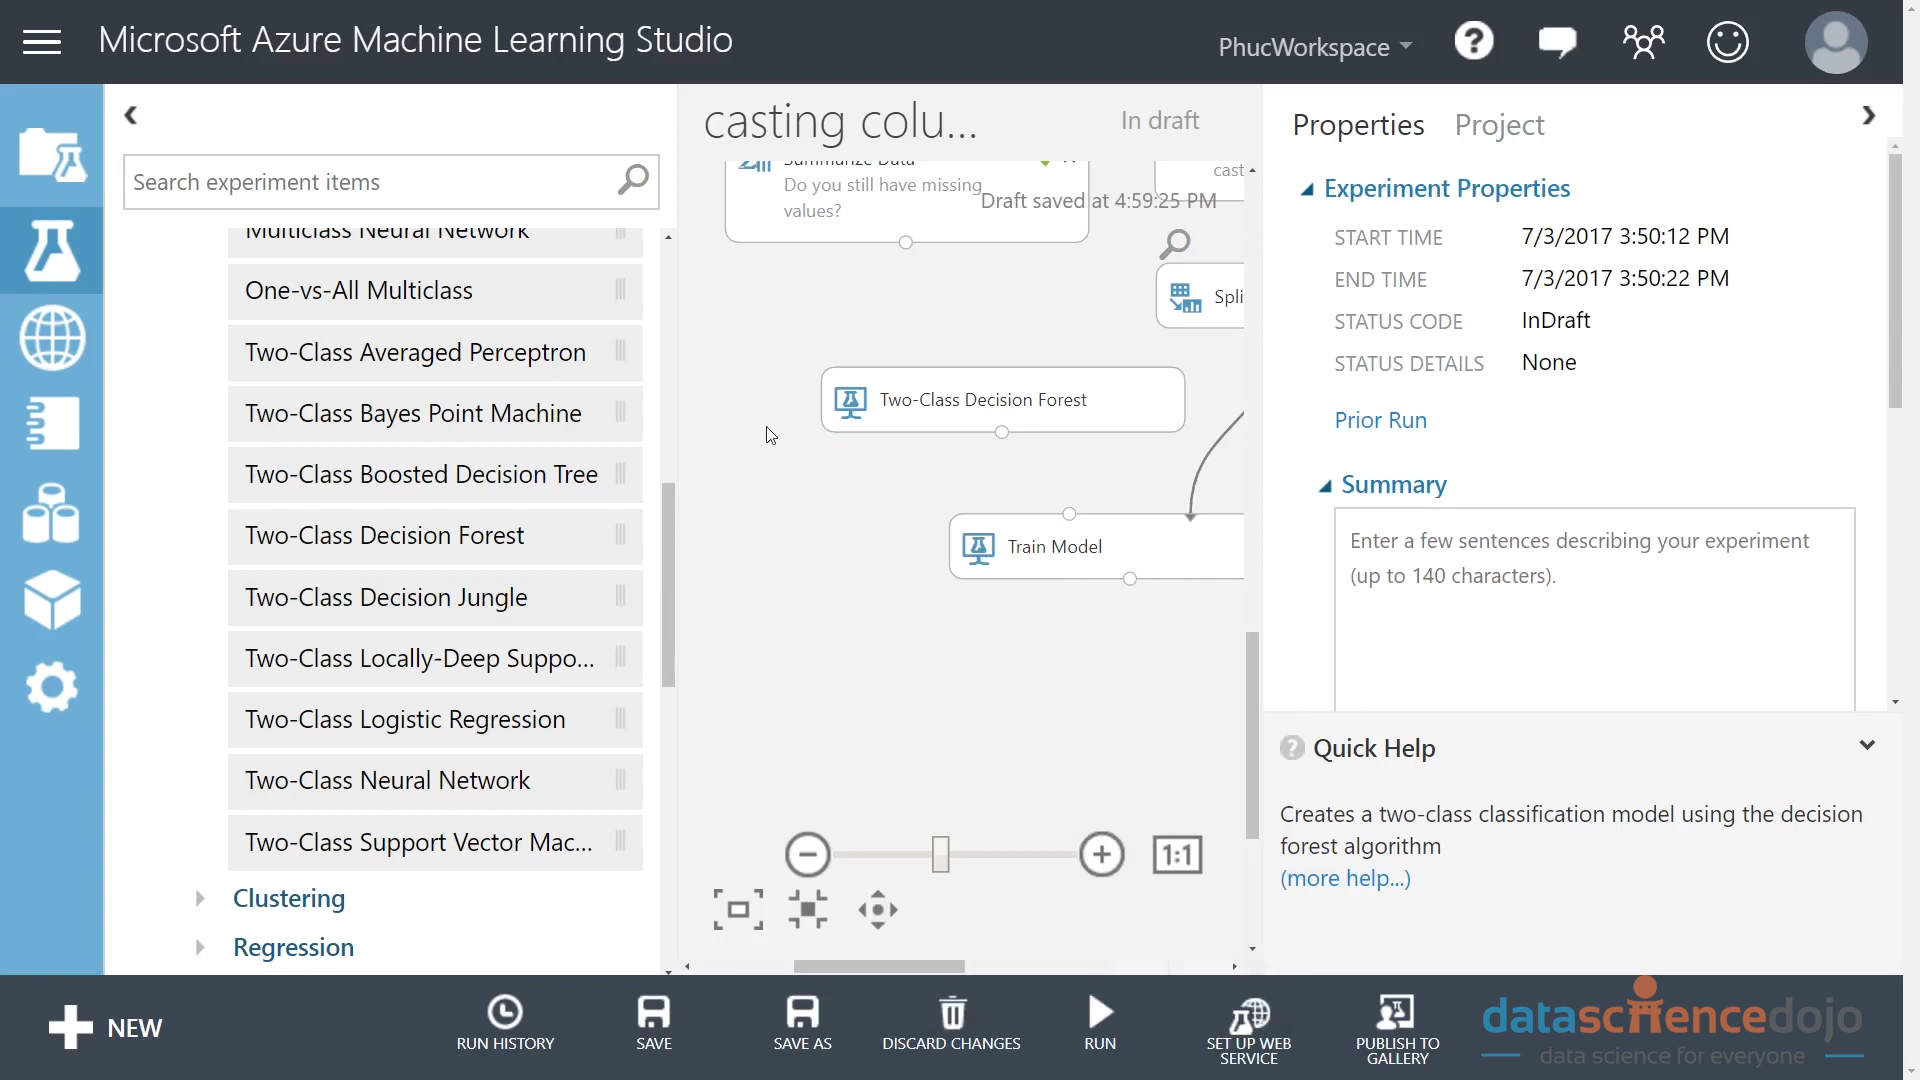 Microsoft Azure Machine Learning Studio
PhucWorkspace
Search experiment items
Multiclass Neural Network
One-vs-All Multiclass
Two-Class Averaged Perceptron
Two-Class Bayes Point Machine
Two-Class Boosted Decision Tree
Two-Class Decision Forest
Two-Class Decision Jungle
Two-Class Locally-Deep Suppo...
Two-Class Logistic Regression
Two-Class Neural Network
Two-Class Support Vector Mac...
Clustering
Regression
casting colu...
In draft
Summarize Data
Do you still have missing
values?
cast
Draft saved at 4:59:25 PM
Spli
Two-Class Decision Forest
Train Model
1:1
Properties
Project
Experiment Properties
START TIME 7/3/2017 3:50:12 PM
END TIME 7/3/2017 3:50:22 PM
STATUS CODE InDraft
STATUS DETAILS None
Prior Run
Summary
Enter a few sentences describing your experiment
(up to 140 characters).
Quick Help
Creates a two-class classification model using the decision
forest algorithm
(more help...)
NEW
RUN HISTORY
SAVE
SAVE AS
DISCARD CHANGES
RUN
SET UP WEB
SERVICE
PUBLISH TO
GALLERY
datasciencedojo
data science for everyone